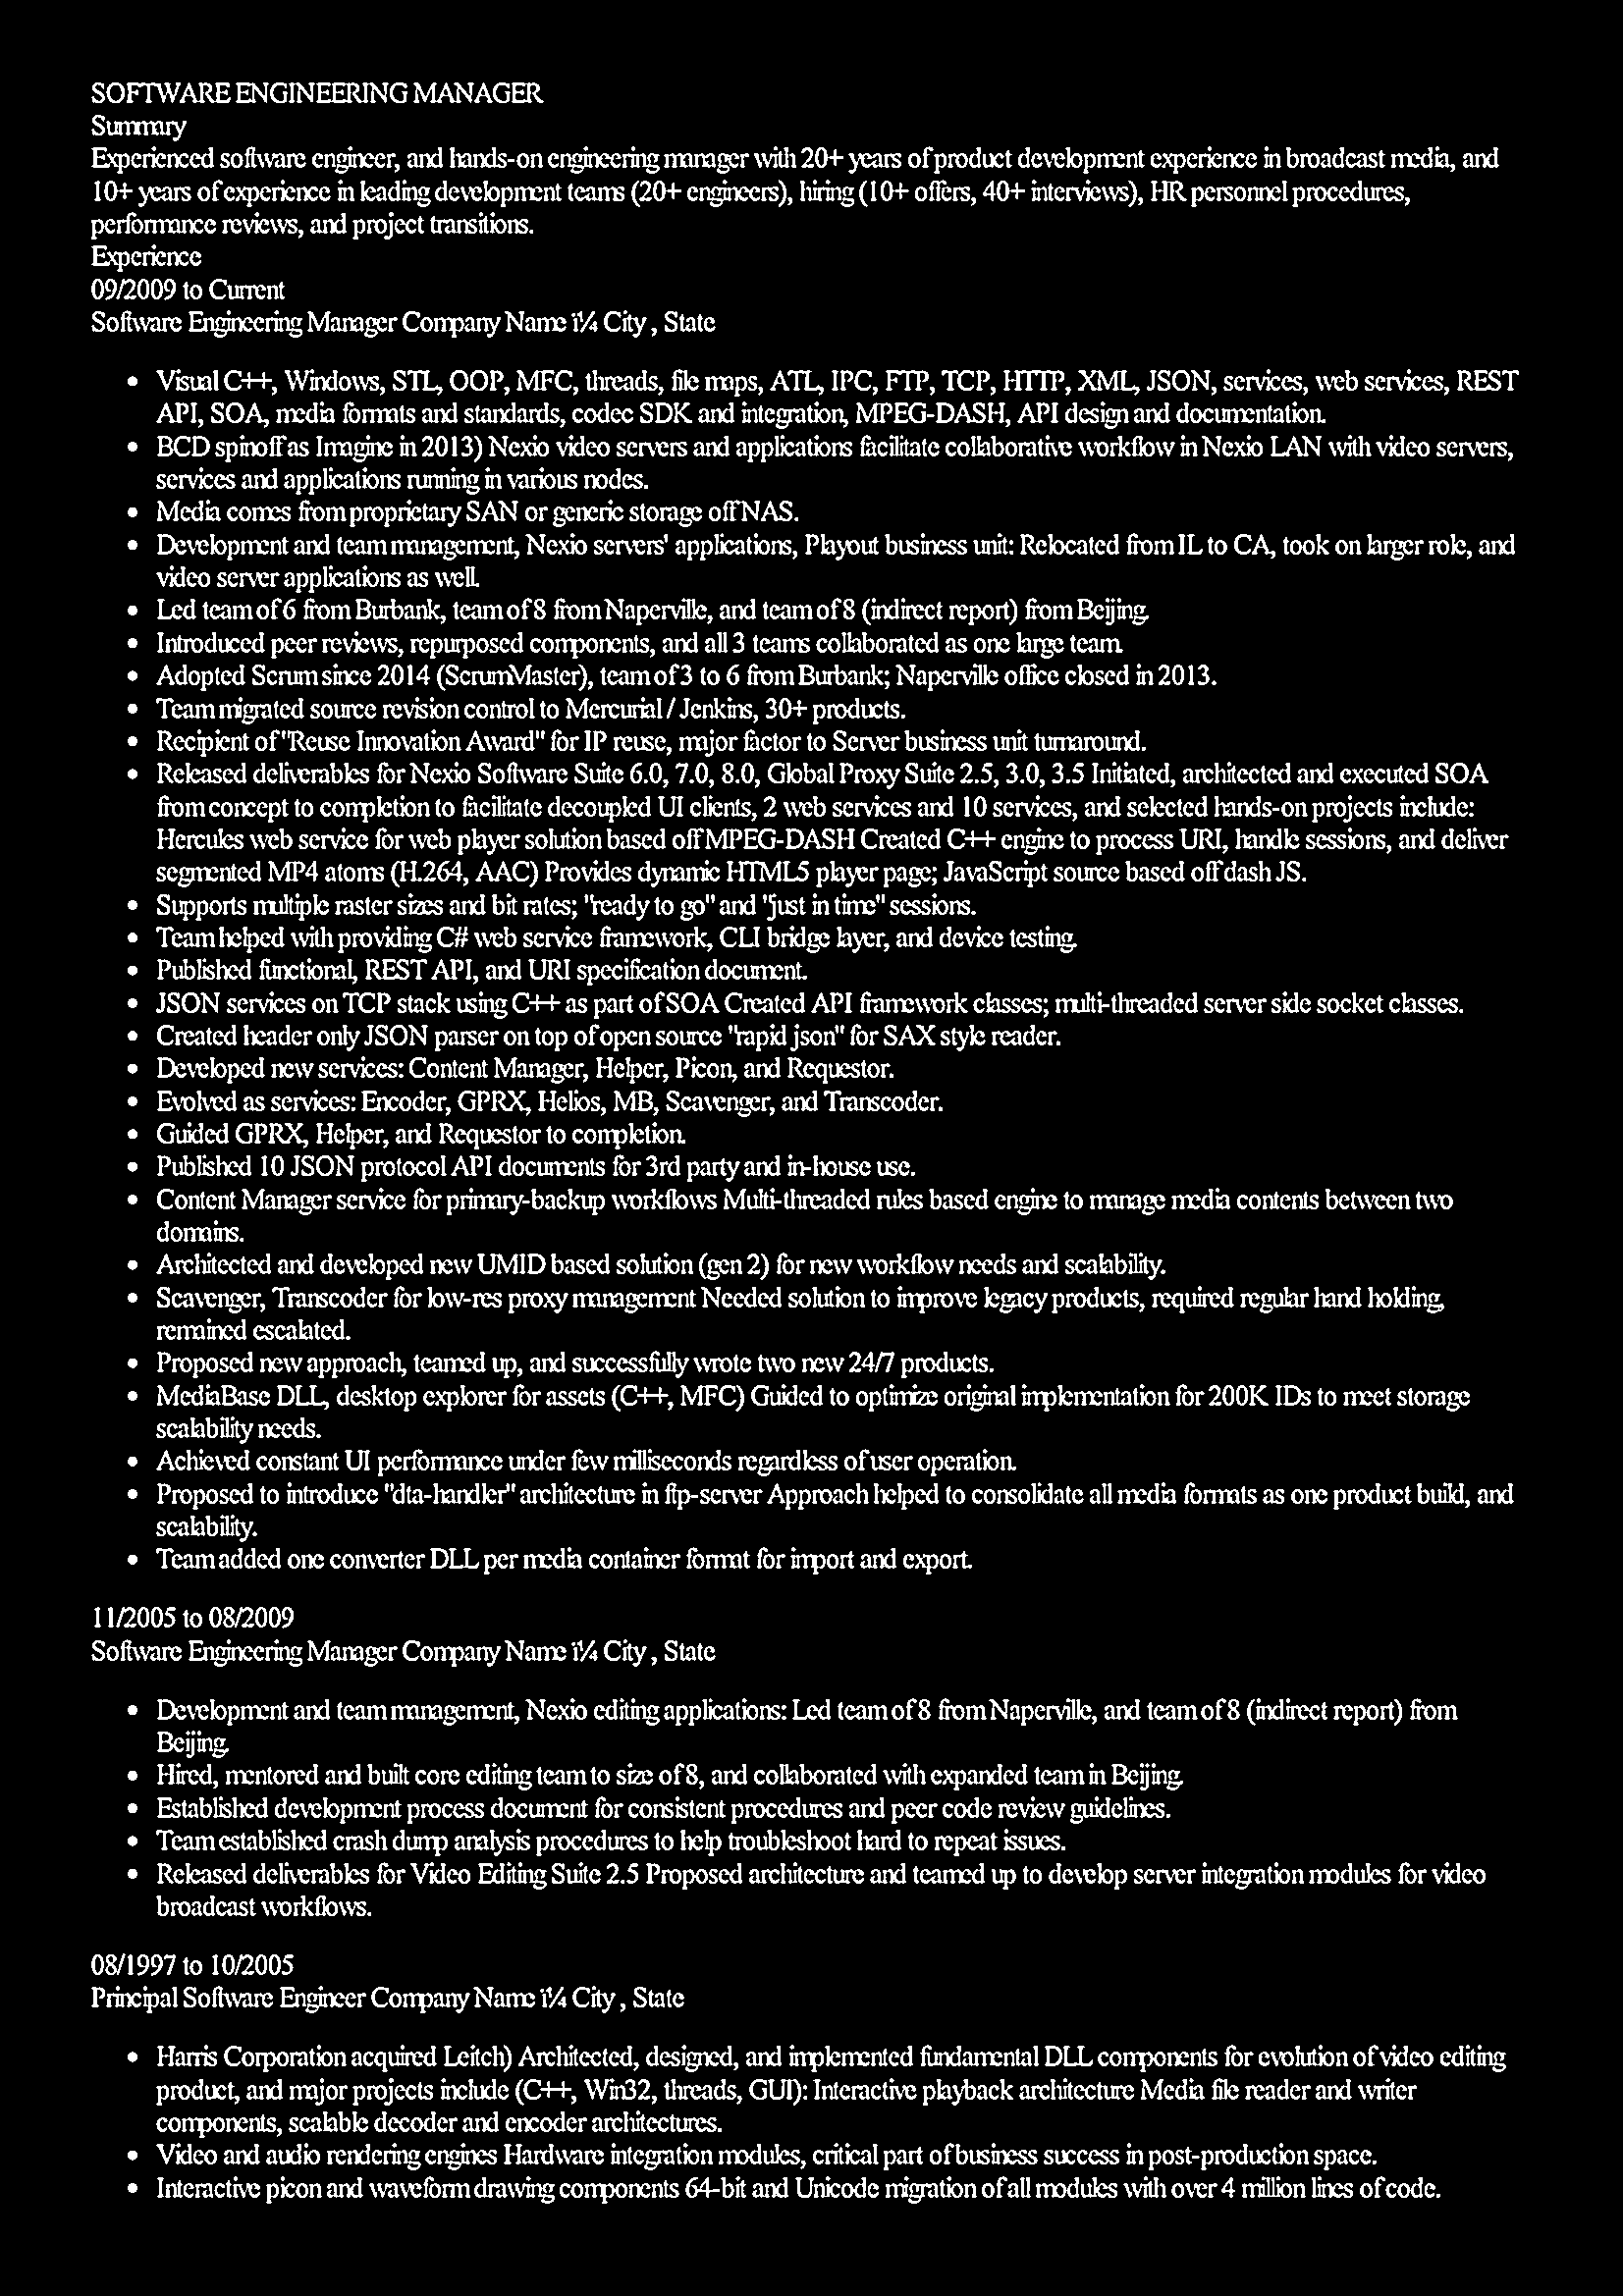 SOFTWARE ENGINEERING MANAGER
Summary
Experienced software engineer, and hands-on engineering manager with 20+ years of product development experience in broadcast media, and
10+ years of experience in leading development teams (20+ engineers), hiring (10+ offers, 40+ interviews), HR personnel procedures,
performance reviews, and project transitions.
Experience
09/2009 to Current
Software Engineering Manager Company Name ï¼ City , State
• Visual C++, Windows, STL, OOP, MFC, threads, file maps, ATL, IPC, FTP, TCP, HTTP, XML, JSON, services, web services, REST
API, SOA, media formats and standards, codec SDK and integration, MPEG-DASH, API design and documentation.
• BCD spinoff as Imagine in 2013) Nexio video servers and applications facilitate collaborative workflow in Nexio LAN with video servers,
services and applications running in various nodes.
• Media comes from proprietary SAN or generic storage off NAS.
• Development and team management, Nexio servers' applications, Playout business unit: Relocated from IL to CA, took on larger role, and
video server applications as well.
• Led team of 6 from Burbank, team of 8 from Naperville, and team of 8 (indirect report) from Beijing.
• Introduced peer reviews, repurposed components, and all 3 teams collaborated as one large team.
• Adopted Scrum since 2014 (ScrumMaster), team of 3 to 6 from Burbank; Naperville office closed in 2013.
• Team migrated source revision control to Mercurial / Jenkins, 30+ products.
• Recipient of "Reuse Innovation Award" for IP reuse, major factor to Server business unit turnaround.
• Released deliverables for Nexio Software Suite 6.0, 7.0, 8.0, Global Proxy Suite 2.5, 3.0, 3.5 Initiated, architected and executed SOA
from concept to completion to facilitate decoupled UI clients, 2 web services and 10 services, and selected hands-on projects include:
Hercules web service for web player solution based off MPEG-DASH Created C++ engine to process URI, handle sessions, and deliver
segmented MP4 atoms (H.264, AAC) Provides dynamic HTML5 player page; JavaScript source based off dash JS.
• Supports multiple raster sizes and bit rates; "ready to go" and "just in time" sessions.
• Team helped with providing C# web service framework, CLI bridge layer, and device testing.
• Published functional, REST API, and URI specification document.
• JSON services on TCP stack using C++ as part of SOA Created API framework classes; multi-threaded server side socket classes.
• Created header only JSON parser on top of open source "rapid json" for SAX style reader.
• Developed new services: Content Manager, Helper, Picon, and Requestor.
• Evolved as services: Encoder, GPRX, Helios, MB, Scavenger, and Transcoder.
• Guided GPRX, Helper, and Requestor to completion.
• Published 10 JSON protocol API documents for 3rd party and in-house use.
• Content Manager service for primary-backup workflows Multi-threaded rules based engine to manage media contents between two
domains.
• Architected and developed new UMID based solution (gen 2) for new workflow needs and scalability.
• Scavenger, Transcoder for low-res proxy management Needed solution to improve legacy products, required regular hand holding,
remained escalated.
• Proposed new approach, teamed up, and successfully wrote two new 24/7 products.
• MediaBase DLL, desktop explorer for assets (C++, MFC) Guided to optimize original implementation for 200K IDs to meet storage
scalability needs.
• Achieved constant UI performance under few milliseconds regardless of user operation.
• Proposed to introduce "dta-handler" architecture in ftp-server Approach helped to consolidate all media formats as one product build, and
scalability.
• Team added one converter DLL per media container format for import and export.
11/2005 to 08/2009
Software Engineering Manager Company Name ï¼ City , State
• Development and team management, Nexio editing applications: Led team of 8 from Naperville, and team of 8 (indirect report) from
Beijing.
• Hired, mentored and built core editing team to size of 8, and collaborated with expanded team in Beijing.
• Established development process document for consistent procedures and peer code review guidelines.
• Team established crash dump analysis procedures to help troubleshoot hard to repeat issues.
• Released deliverables for Video Editing Suite 2.5 Proposed architecture and teamed up to develop server integration modules for video
broadcast workflows.
08/1997 to 10/2005
Principal Software Engineer Company Name ï¼ City , State
• Harris Corporation acquired Leitch) Architected, designed, and implemented fundamental DLL components for evolution of video editing
product, and major projects include (C++, Win32, threads, GUI): Interactive playback architecture Media file reader and writer
components, scalable decoder and encoder architectures.
• Video and audio rendering engines Hardware integration modules, critical part of business success in post-production space.
• Interactive picon and waveform drawing components 64-bit and Unicode migration of all modules with over 4 million lines of code.